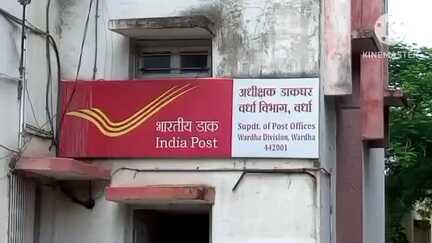 KINEMASTER
भारतीय डाक
India Post
अधीक्षक डाकघर
वर्धा विभाग, वर्धा
Supdt. of Post Offices
Wardha Division, Wardha
442001